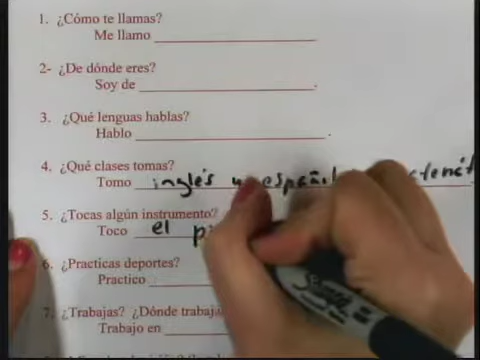 1. ¿Cómo te llamas?
Me llamo
2- ¿De dónde eres?
Soy de .
3. ¿Qué lenguas hablas?
Hablo .
4. ¿Qué clases tomas?
Tomo inglés y español
5. ¿Tocas algún instrumento?
Toco el
6. ¿Practicas deportes?
Practico
7. ¿Trabajas? ¿Dónde
Trabajo en
Sharpie